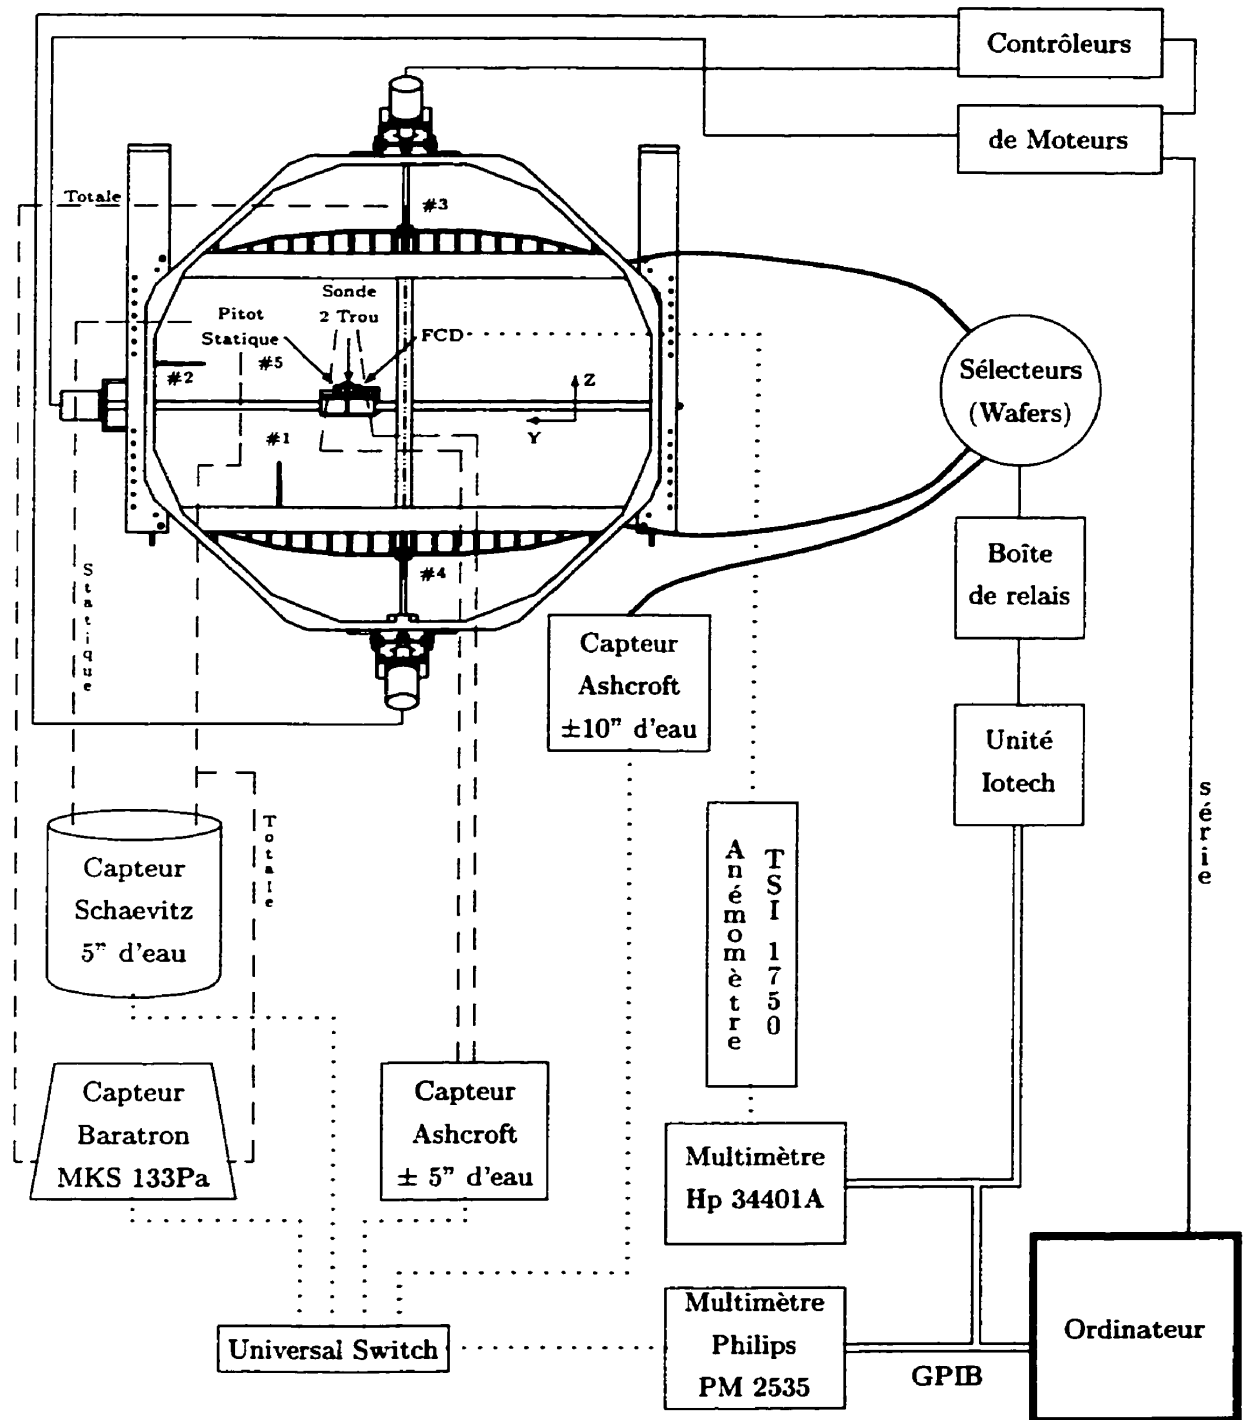 Contrôleurs
de Moteurs
Totale
#3
Sonde
2 Trou
Pitot
Statique
FCD
#5
#2
Z
Y
#1
Sélecteurs
(Wafers)
#4
Boîte
de relais
Statique
Capteur
Ashcroft
±10" d'eau
Unité
Iotech
série
Totale
Capteur
Schaevitz
5" d'eau
Anémomètre
TSI 1750
Capteur
Baratron
MKS 133Pa
Capteur
Ashcroft
± 5" d'eau
Multimètre
Hp 34401A
Multimètre
Philips
PM 2535
Universal Switch
GPIB
Ordinateur